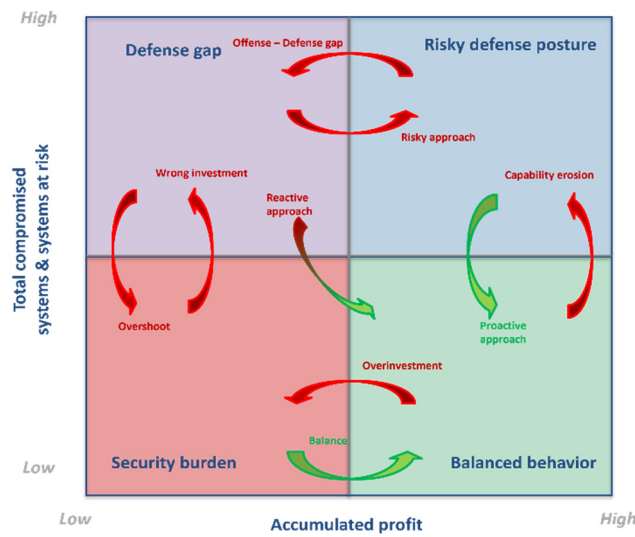 High
Defense gap
Offense – Defense gap
Risky defense posture
Risky approach
Wrong investment
Reactive
approach
Capability erosion
Total compromised
systems & systems at risk
Overshoot
Proactive
approach
Overinvestment
Balance
Low
Security burden
Balanced behavior
Low
Accumulated profit
High